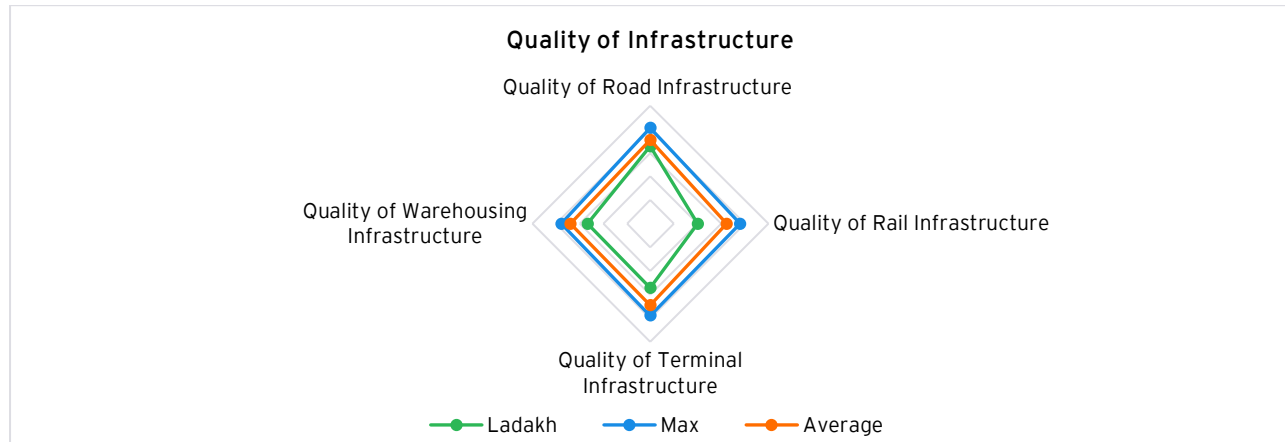 Quality of Infrastructure
Quality of Road Infrastructure
Quality of Warehousing
Infrastructure
Quality of Rail Infrastructure
Quality of Terminal
Infrastructure
Ladakh Max Average